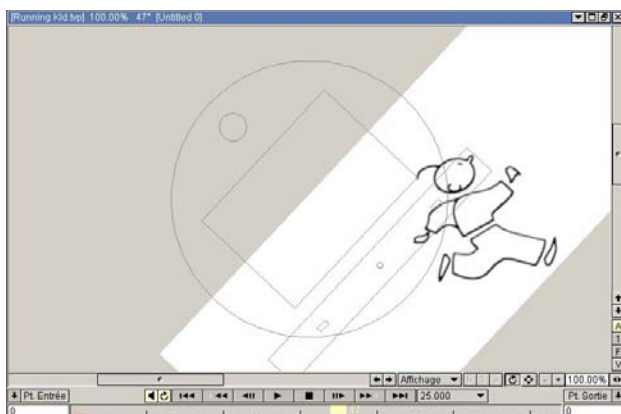 [Running Kid.tvp] 100.00% 47° [Untitled 0]
A
1
F
V
Affichage 100.00%
Pt. Entrée 25.000 Pt. Sortie
0 0